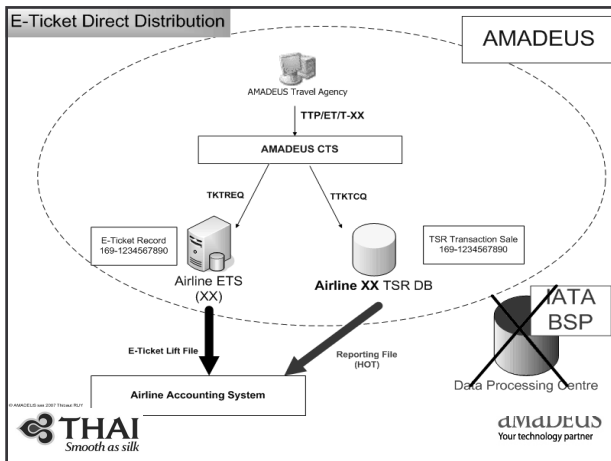 E-Ticket Direct Distribution
AMADEUS
AMADEUS Travel Agency
TTP/ET/T-XX
AMADEUS CTS
TKTREQ
TTKTCQ
E-Ticket Record
169-1234567890
TSR Transaction Sale
169-1234567890
Airline ETS
(XX)
Airline XX TSR DB
IATA
BSP
E-Ticket Lift File
Reporting File
(HOT)
Data Processing Centre
Airline Accounting System
THAI
Smooth as silk
amadeus
Your technology partner